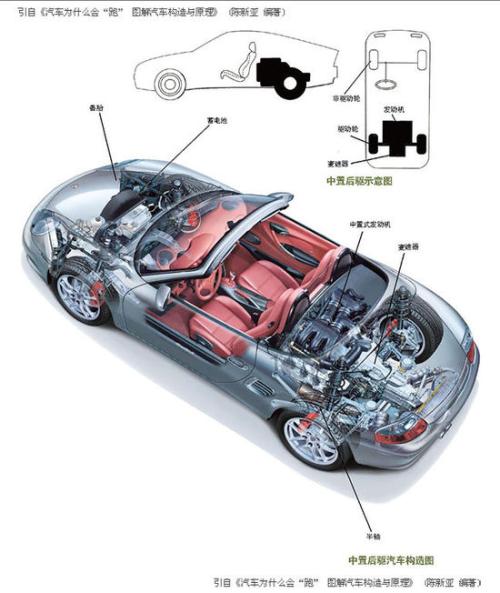 引自《汽车为什么会“跑” 图解汽车构造与原理》（陈新亚 编著）
非驱动轮
发动机
驱动轮
变速器
中置后驱示意图
备胎
蓄电池
中置式发动机
变速器
半轴
中置后驱汽车构造图
引自《汽车为什么会“跑” 图解汽车构造与原理》（陈新亚 编著）